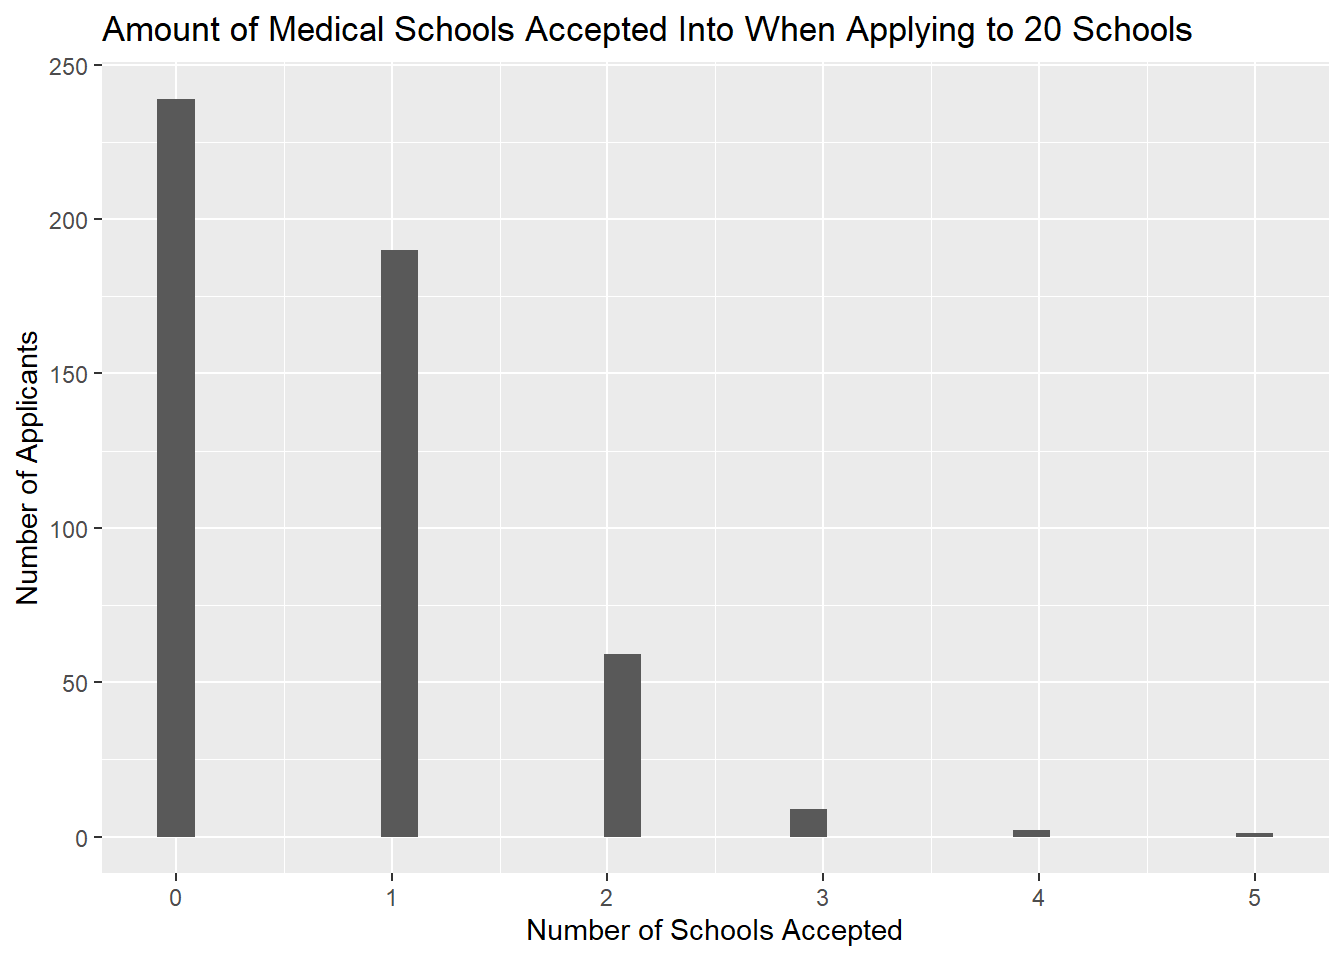 Amount of Medical Schools Accepted Into When Applying to 20 Schools
250
200
150
100
50
0
Number of Applicants
0 1 2 3 4 5
Number of Schools Accepted